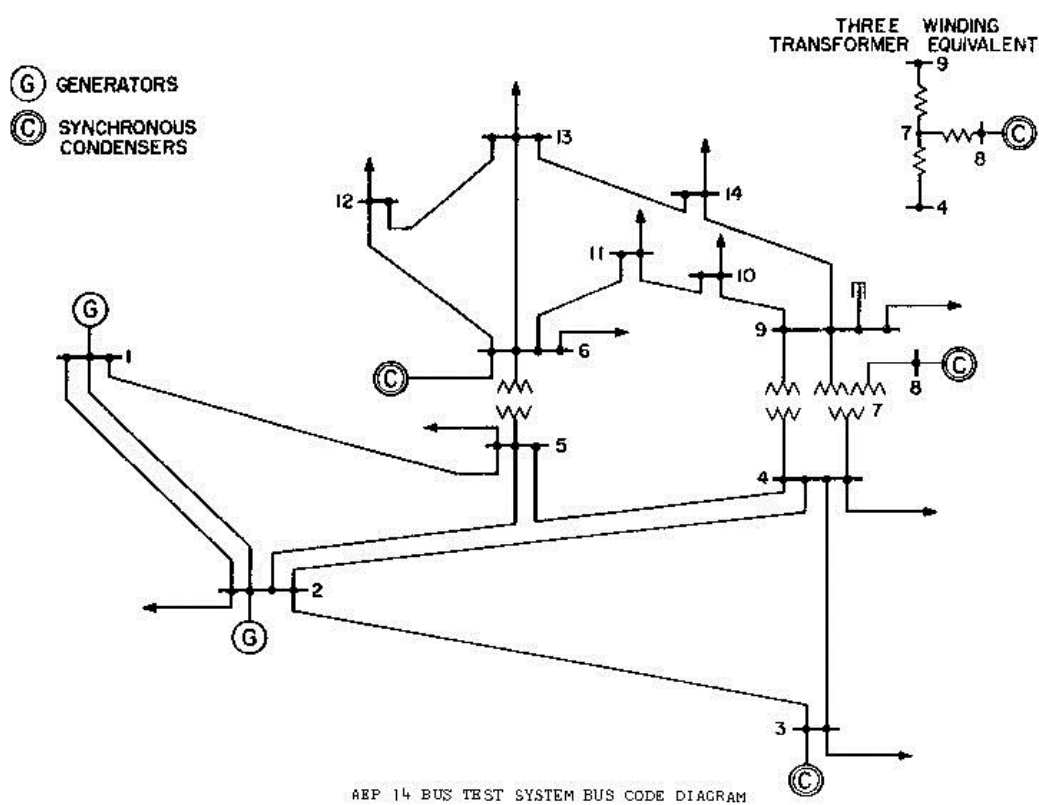 THREE WINDING
TRANSFORMER EQUIVALENT
9
7
C
8
4
G GENERATORS
C SYNCHRONOUS
CONDENSERS
13
12
14
11
10
G
1
9
6
C
8
C
7
5
4
2
G
3
C
AEP 14 BUS TEST SYSTEM BUS CODE DIAGRAM